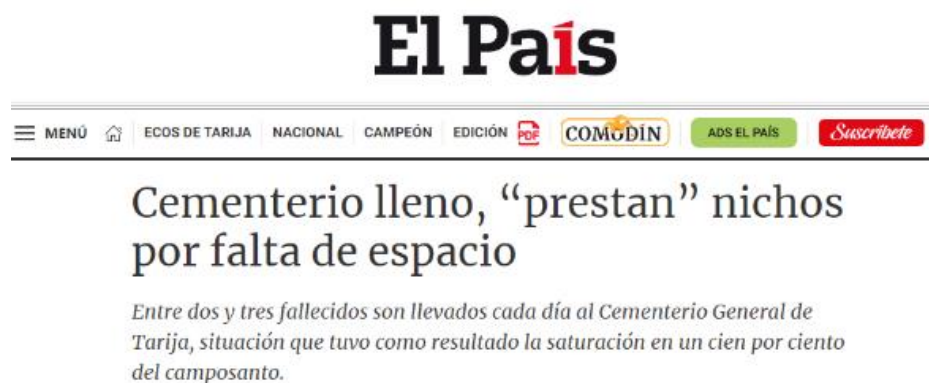 El País
MENÚ ECOS DE TARIJA NACIONAL CAMPEÓN EDICIÓN PDF COMODÍN ADS EL PAÍS Suscríbete
Cementerio lleno, “prestan” nichos
por falta de espacio
Entre dos y tres fallecidos son llevados cada día al Cementerio General de
Tarija, situación que tuvo como resultado la saturación en un cien por ciento
del camposanto.